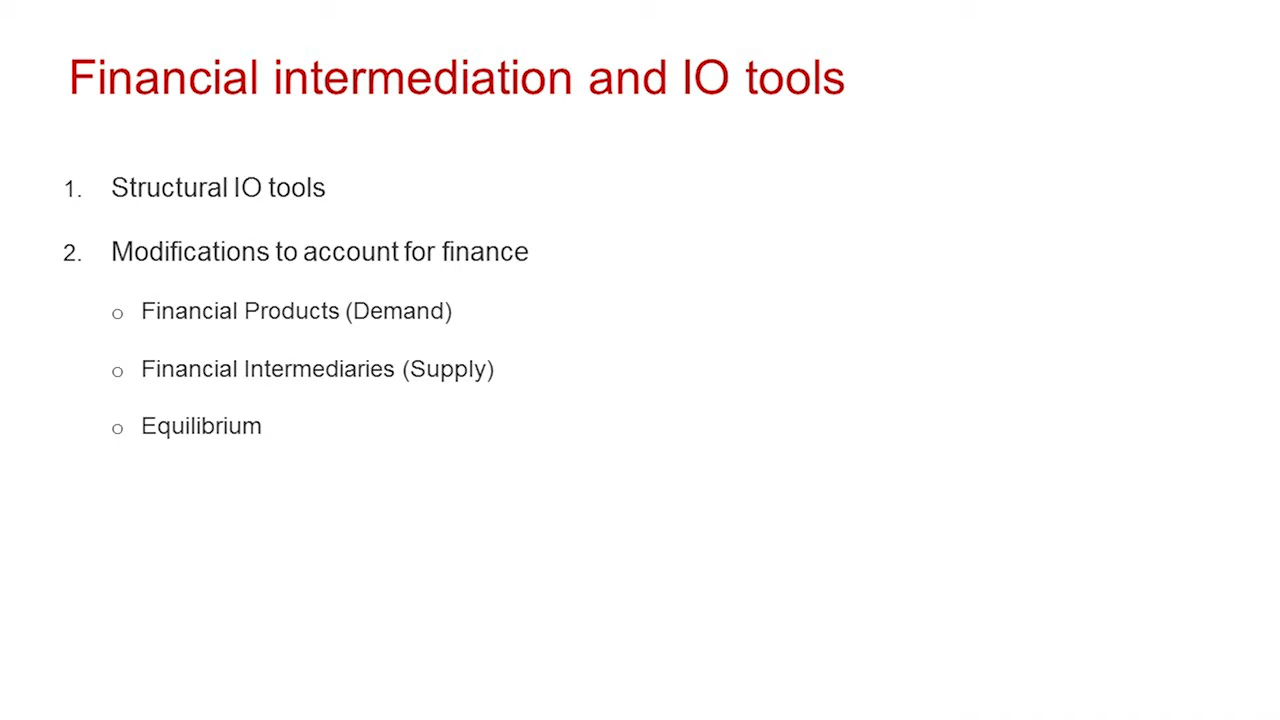 Financial intermediation and IO tools
1. Structural IO tools
2. Modifications to account for finance
o Financial Products (Demand)
o Financial Intermediaries (Supply)
o Equilibrium